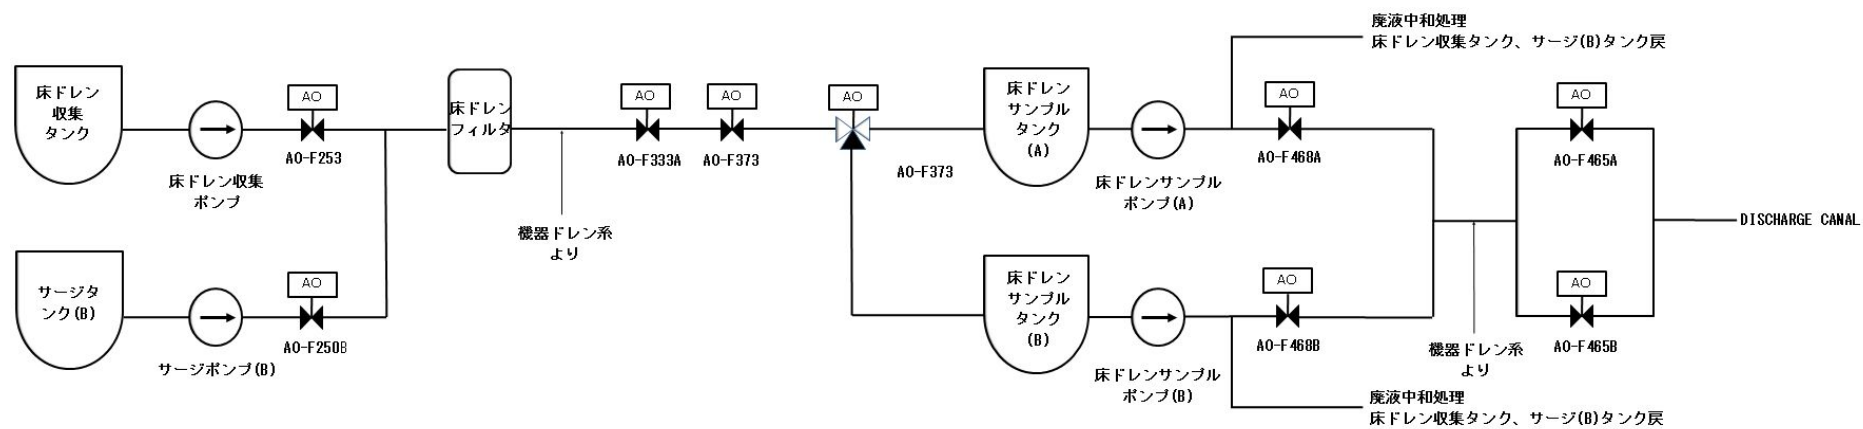 廃液中和処理
床ドレン収集タンク、サージ(B)タンク戻
床ドレン
収集
タンク
AO
AO-F253
床ドレン収集
ポンプ
床ドレン
フィルタ
機器ドレン系
より
AO
AO-F333A
AO
AO-F373
AO
AO-F373
床ドレン
サンプル
タンク
(A)
床ドレンサンプル
ポンプ(A)
AO
AO-F468A
AO
AO-F465A
DISCHARGE CANAL
サージタ
ンク(B)
サージポンプ(B)
AO
AO-F250B
床ドレン
サンプル
タンク
(B)
床ドレンサンプル
ポンプ(B)
AO
AO-F468B
機器ドレン系
より
AO
AO-F465B
廃液中和処理
床ドレン収集タンク、サージ(B)タンク戻